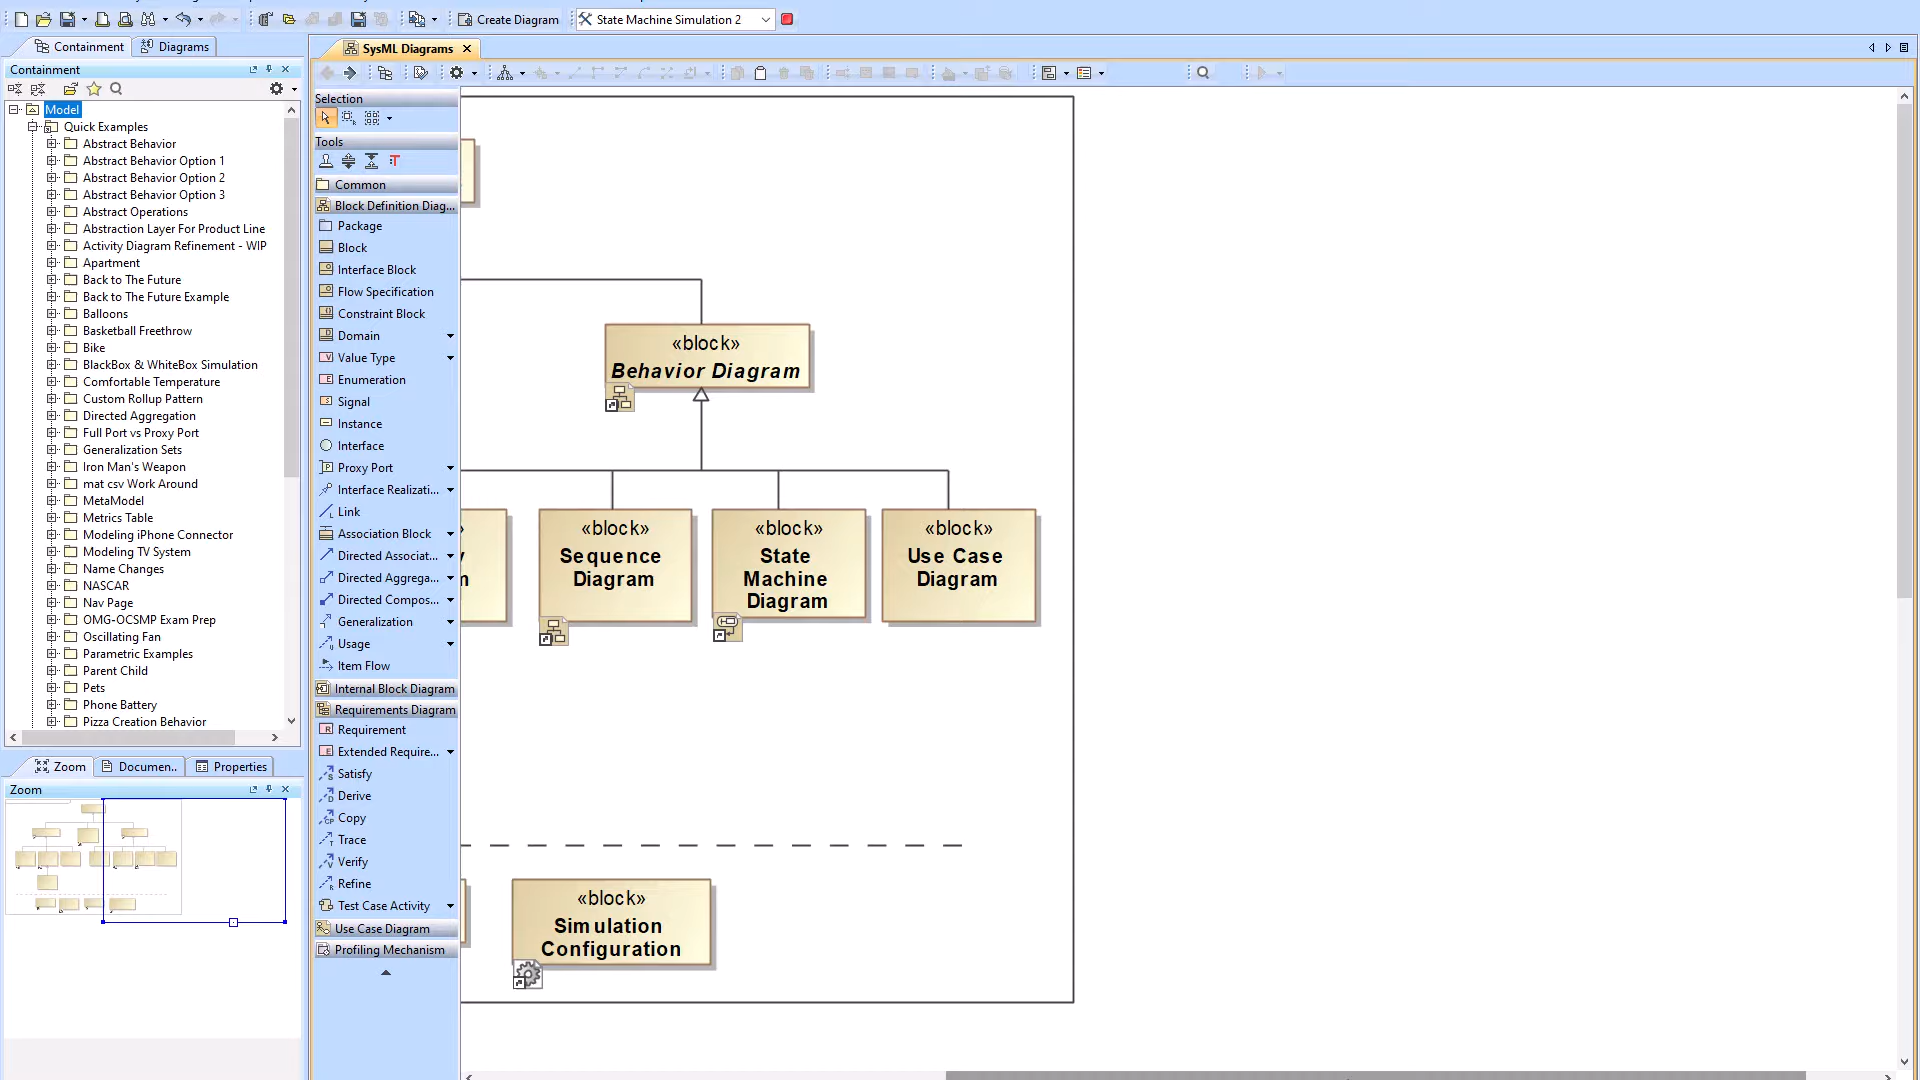 Create Diagram
State Machine Simulation 2
Containment
Diagrams
SysML Diagrams
Containment
Model
Quick Examples
Abstract Behavior
Abstract Behavior Option 1
Abstract Behavior Option 2
Abstract Behavior Option 3
Abstract Operations
Abstraction Layer For Product Line
Activity Diagram Refinement - WIP
Apartment
Back to The Future
Back to The Future Example
Balloons
Basketball Freethrow
Bike
BlackBox & WhiteBox Simulation
Comfortable Temperature
Custom Rollup Pattern
Directed Aggregation
Full Port vs Proxy Port
Generalization Sets
Iron Man's Weapon
mat csv Work Around
MetaModel
Metrics Table
Modeling iPhone Connector
Modeling TV System
Name Changes
NASCAR
Nav Page
OMG-OCSMP Exam Prep
Oscillating Fan
Parametric Examples
Parent Child
Pets
Phone Battery
Pizza Creation Behavior
Zoom
Documen..
Properties
Zoom
Selection
Tools
Common
Block Definition Diag...
Package
Block
Interface Block
Flow Specification
Constraint Block
Domain
Value Type
Enumeration
Signal
Instance
Interface
Proxy Port
Interface Realizati...
Link
Association Block
Directed Associat...
Directed Aggrega...
Directed Compos...
Generalization
Usage
Item Flow
Internal Block Diagram
Requirements Diagram
Requirement
Extended Require...
Satisfy
Derive
Copy
Trace
Verify
Refine
Test Case Activity
Use Case Diagram
Profiling Mechanism
«block»
Behavior Diagram
«block»
Sequence
Diagram
«block»
State
Machine
Diagram
«block»
Use Case
Diagram
«block»
Simulation
Configuration